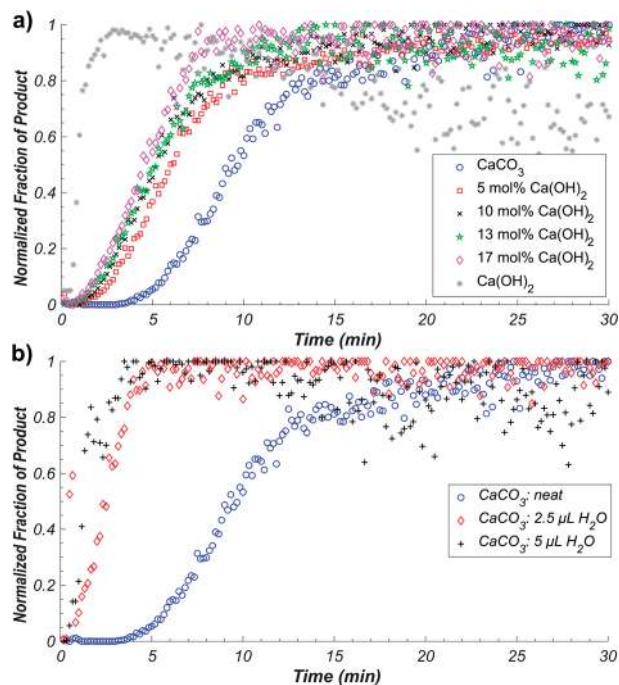 a)
Normalized Fraction of Product
1
0.8
0.6
0.4
0.2
0
CaCO3
5 mol% Ca(OH)2
10 mol% Ca(OH)2
13 mol% Ca(OH)2
17 mol% Ca(OH)2
Ca(OH)2
0 5 10 15 20 25 30
Time (min)
b)
Normalized Fraction of Product
1
0.8
0.6
0.4
0.2
0
CaCO3: neat
CaCO3: 2.5 µL H2O
CaCO3: 5 µL H2O
0 5 10 15 20 25 30
Time (min)